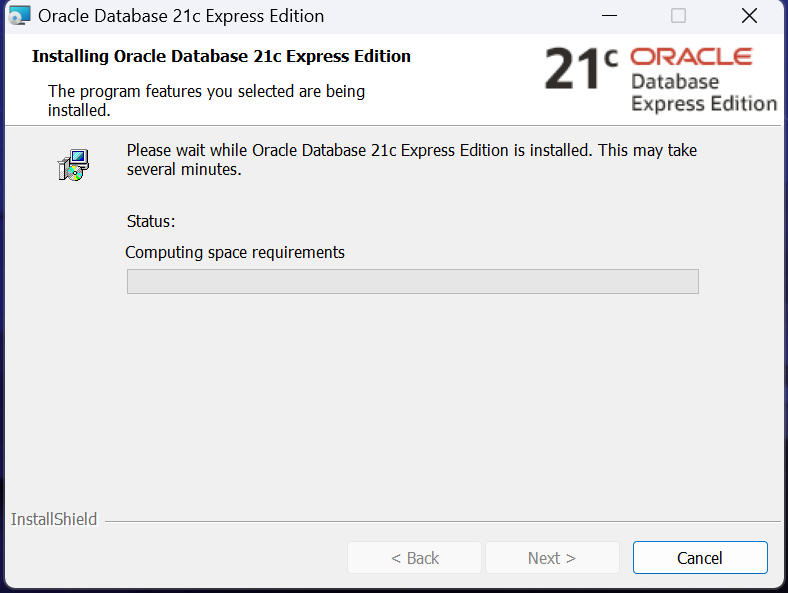 Oracle Database 21c Express Edition
Installing Oracle Database 21c Express Edition
The program features you selected are being
installed.
21c ORACLE
Database
Express Edition
Please wait while Oracle Database 21c Express Edition is installed. This may take
several minutes.
Status:
Computing space requirements
InstallShield
< Back
Next >
Cancel